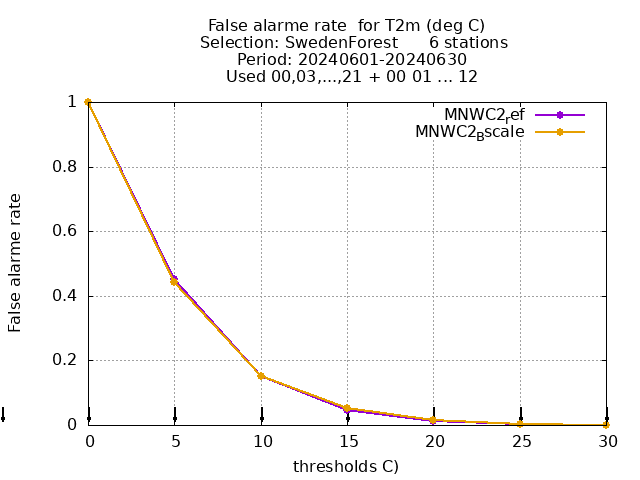 False alarme rate  for T2m (deg C)
Selection: SwedenForest      6 stations
Period: 20240601-20240630
Used 00,03,...,21 + 00 01 ... 12
MNWC2ref
MNWC2Bscale
1
0.8
0.6
0.4
0.2
0
False alarme rate
0 5 10 15 20 25 30
thresholds C)